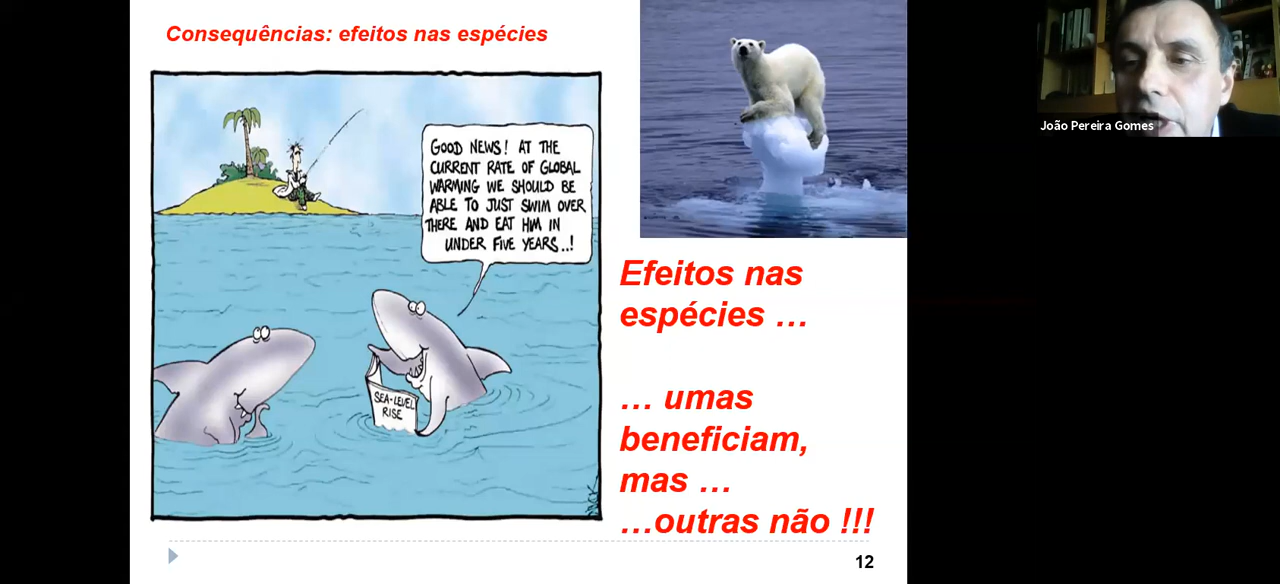 Consequências: efeitos nas espécies
GOOD NEWS! AT THE
CURRENT RATE OF GLOBAL
WARMING WE SHOULD BE
ABLE TO JUST SWIM OVER
THERE AND EAT HIM IN
UNDER FIVE YEARS..!
SEA-LEVEL
RISE
Efeitos nas
espécies …
… umas
beneficiam,
mas …
…outras não !!!
12
João Pereira Gomes